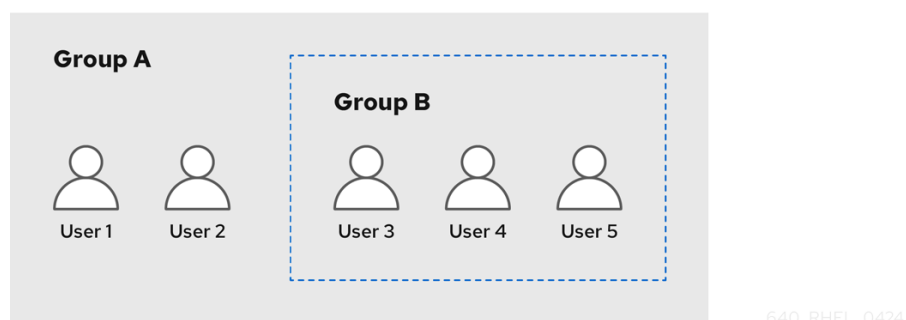 Group A
Group B
User 1
User 2
User 3
User 4
User 5
640_RHEL_0424